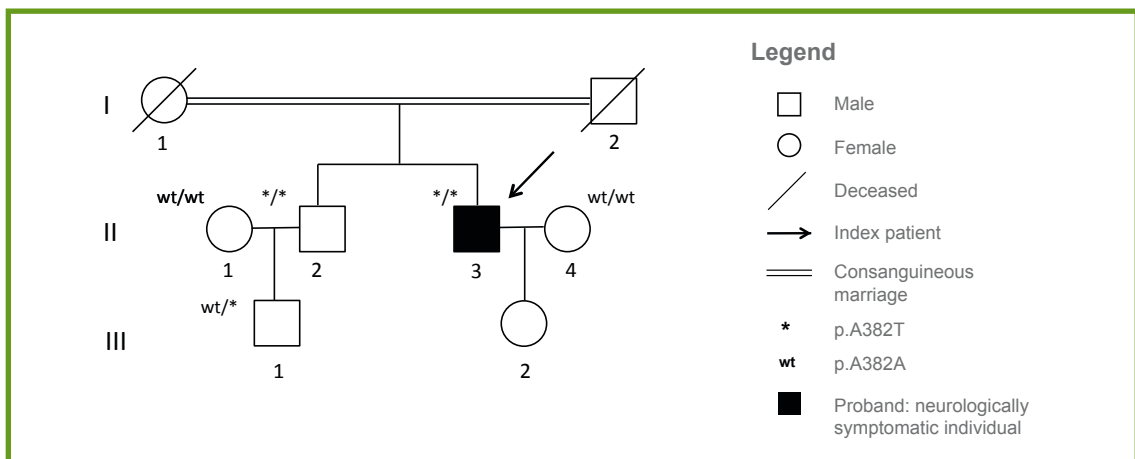 Legend
I
1
2
Male
Female
wt/wt
*/*
*/*
wt/wt
Deceased
II
1
2
3
4
Index patient
Consanguineous
marriage
wt/*
* p.A382T
III
wt p.A382A
1
2
Proband: neurologically
symptomatic individual